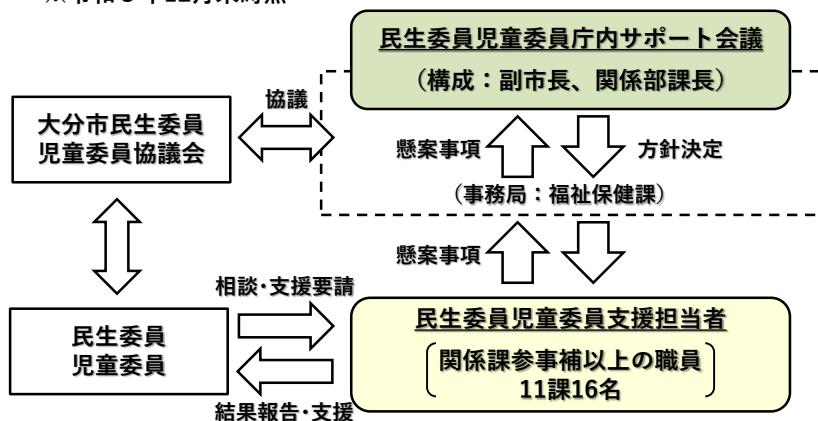 民生委員児童委員庁内サポート会議
（構成：副市長、関係部課長）
協議
大分市民生委員
児童委員協議会
懸案事項
方針決定
（事務局：福祉保健課）
懸案事項
相談・支援要請
民生委員児童委員支援担当者
民生委員
児童委員
関係課参事補以上の職員
11課16名
結果報告・支援